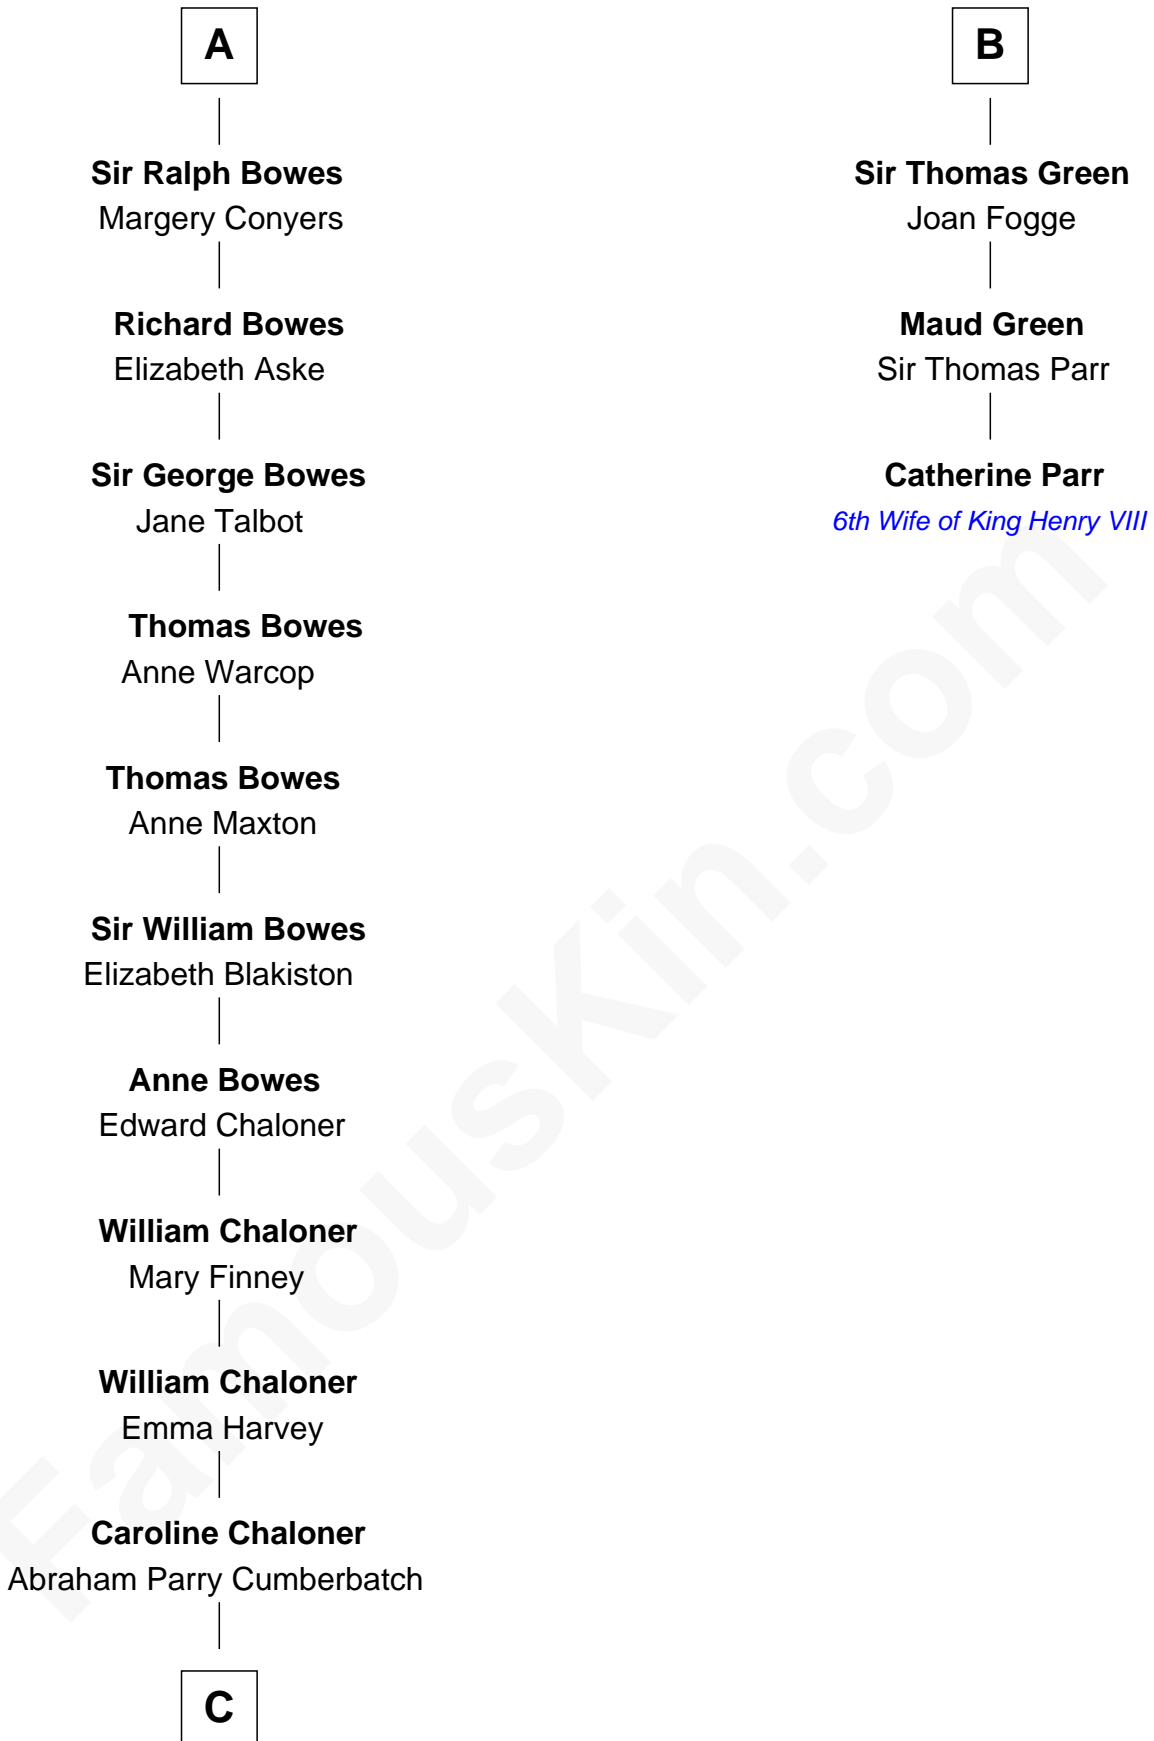 A
Sir Ralph Bowes
Margery Conyers
Richard Bowes
Elizabeth Aske
Sir George Bowes
Jane Talbot
Thomas Bowes
Anne Warcop
Thomas Bowes
Anne Maxton
Sir William Bowes
Elizabeth Blakiston
Anne Bowes
Edward Chaloner
William Chaloner
Mary Finney
William Chaloner
Emma Harvey
Caroline Chaloner
Abraham Parry Cumberbatch
C
B
Sir Thomas Green
Joan Fogge
Maud Green
Sir Thomas Parr
Catherine Parr
6th Wife of King Henry VIII
FamousKin.com